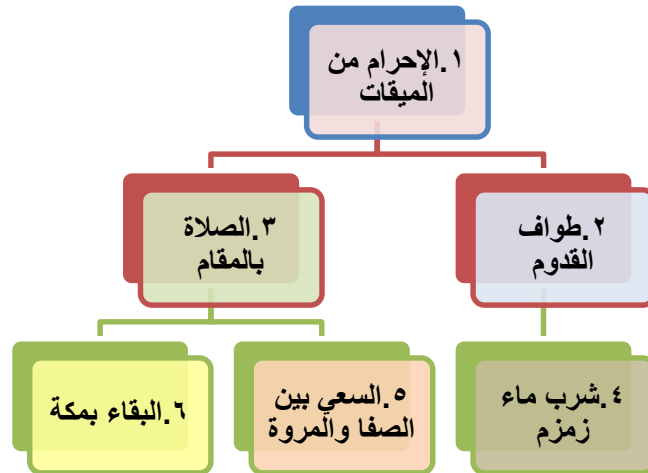 ١.الإحرام من
الميقات
٢.طواف
القدوم
٣.الصلاة
بالمقام
٤.شرب ماء
زمزم
٥.السعي بين
الصفا والمروة
٦.البقاء بمكة